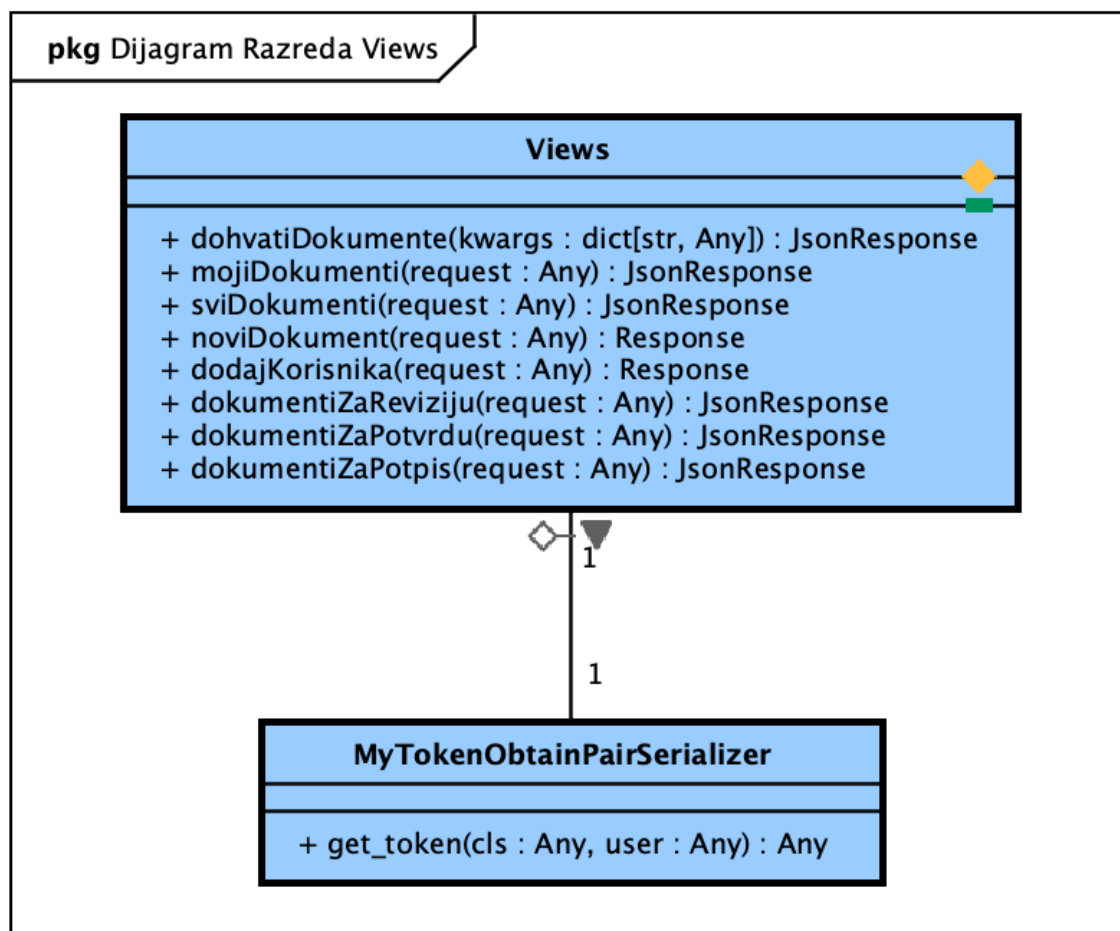 pkg Dijagram Razreda Views
Views
+ dohvatiDokumente(kwargs : dict[str, Any]) : JsonResponse
+ mojiDokumenti(request : Any) : JsonResponse
+ sviDokumenti(request : Any) : JsonResponse
+ noviDokument(request : Any) : Response
+ dodajKorisnika(request : Any) : Response
+ dokumentiZaReviziju(request : Any) : JsonResponse
+ dokumentiZaPotvrdu(request : Any) : JsonResponse
+ dokumentiZaPotpis(request : Any) : JsonResponse
1
1
MyTokenObtainPairSerializer
+ get_token(cls : Any, user : Any) : Any